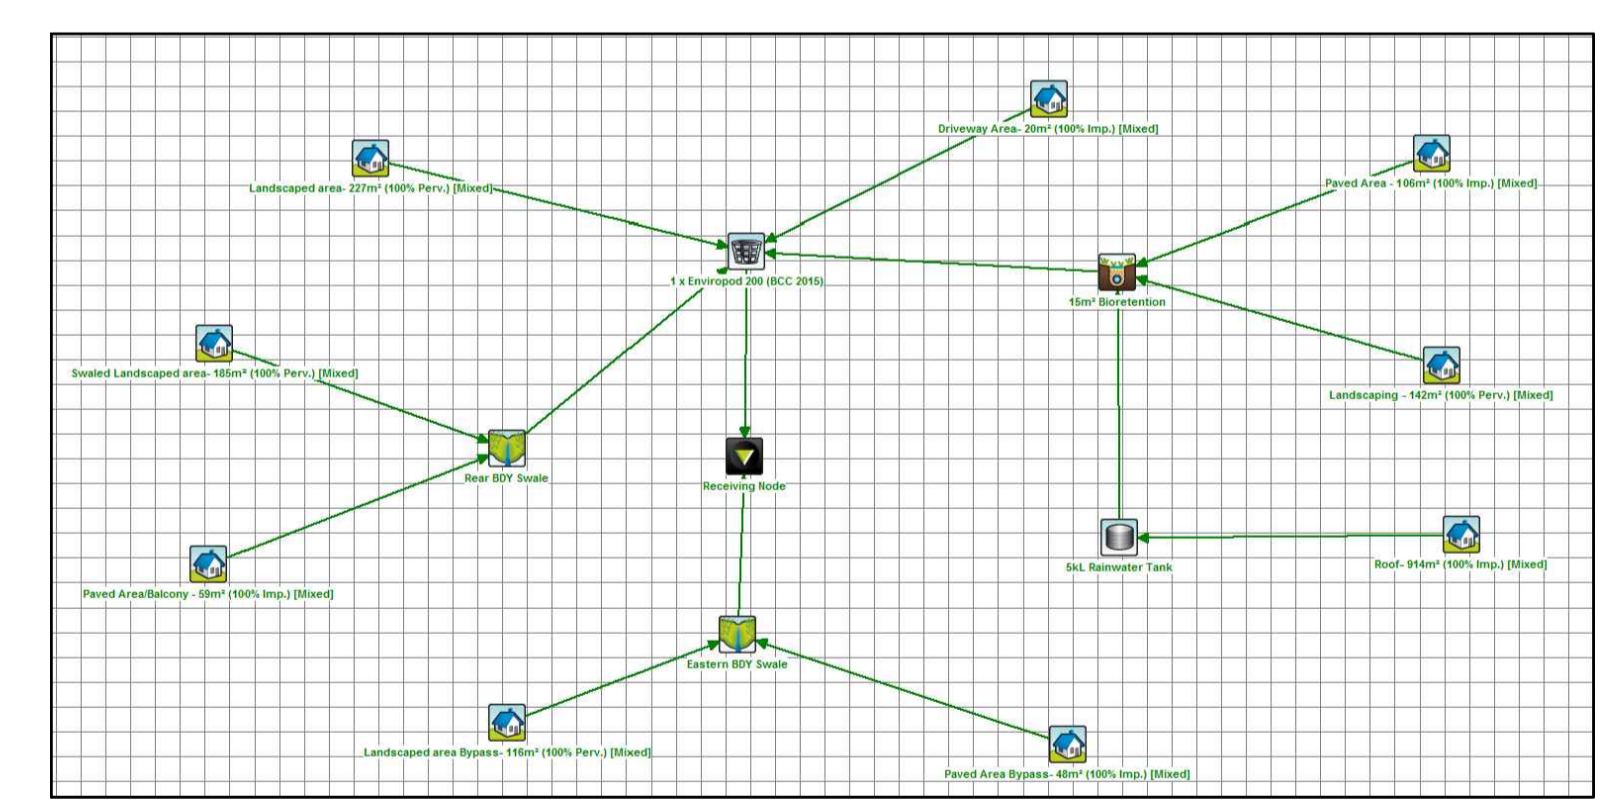 Driveway Area- 20m² (100% Imp.) [Mixed]
Paved Area - 106m² (100% Imp.) [Mixed]
Landscaped area- 227m² (100% Perv.) [Mixed]
1 x Enviropod 200 (BCC 2015)
15m² Bioretention
Swaled Landscaped area- 185m² (100% Perv.) [Mixed]
Landscaping - 142m² (100% Perv.) [Mixed]
Rear BDY Swale
Receiving Node
5kL Rainwater Tank
Roof- 914m² (100% Imp.) [Mixed]
Paved Area/Balcony - 59m² (100% Imp.) [Mixed]
Eastern BDY Swale
Landscaped area Bypass- 116m² (100% Perv.) [Mixed]
Paved Area Bypass- 48m² (100% Imp.) [Mixed]